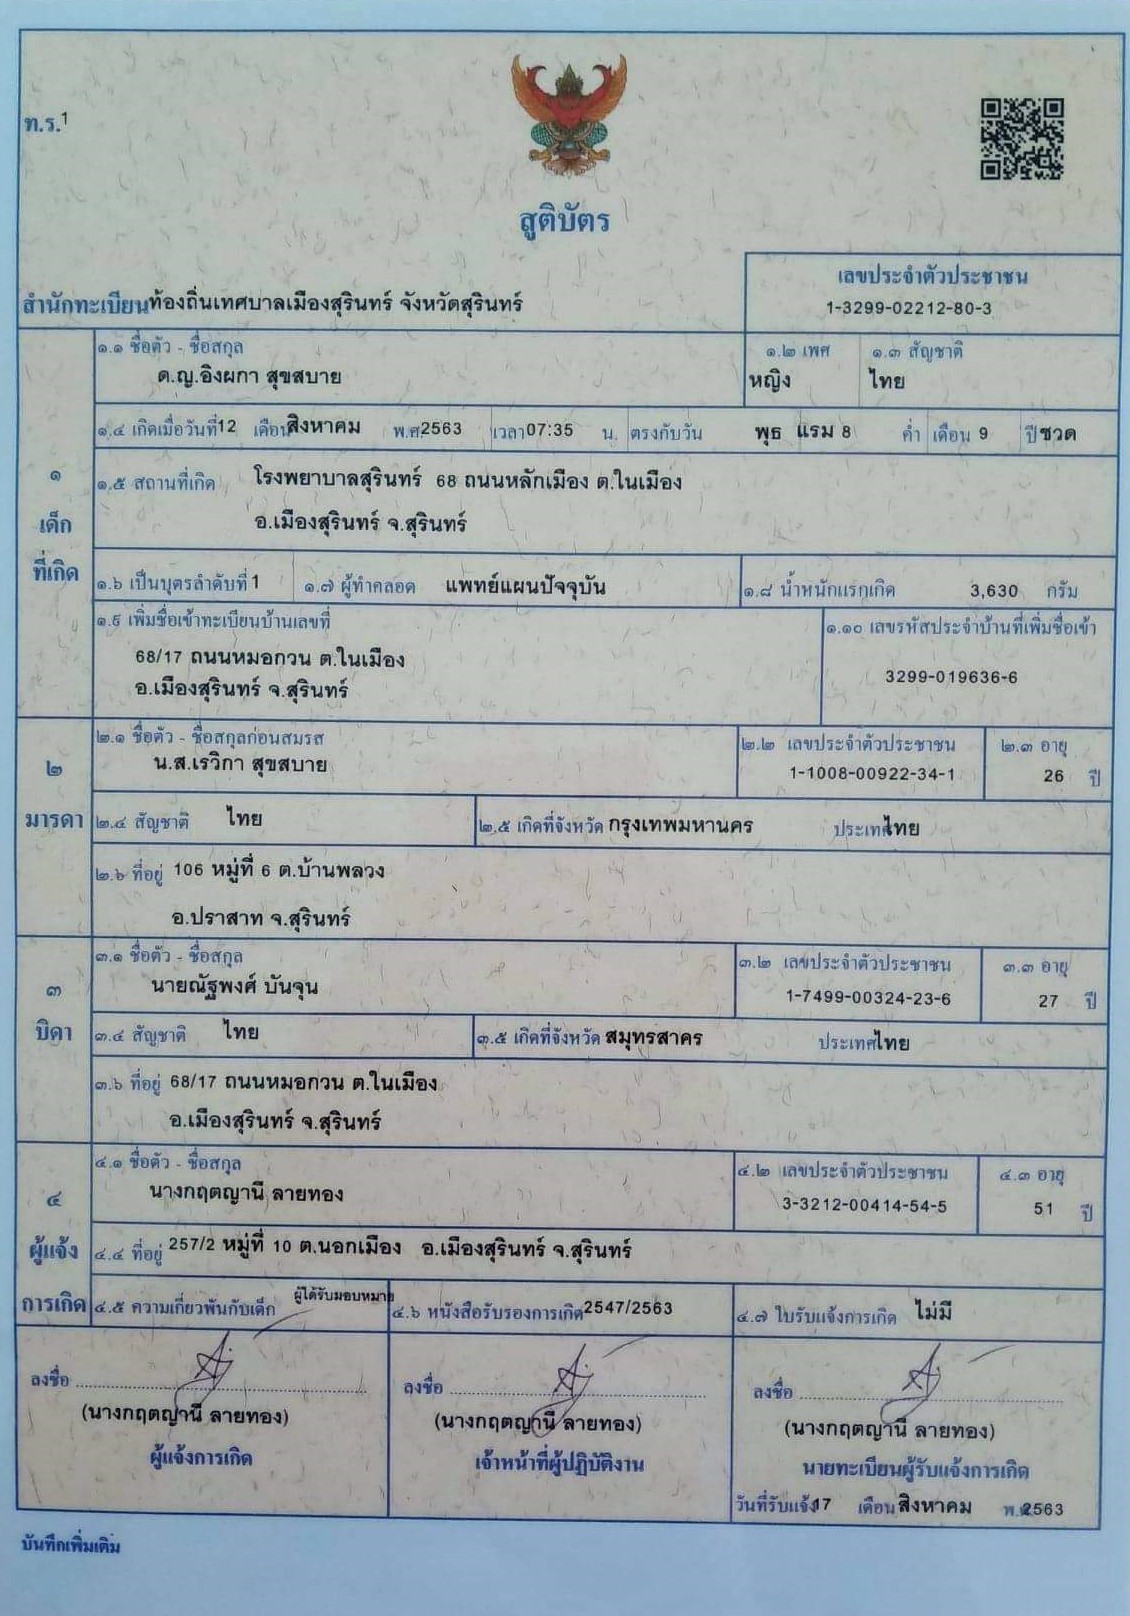 ท.ร.1
สูติบัตร
สำนักทะเบียนท้องถิ่นเทศบาลเมืองสุรินทร์ จังหวัดสุรินทร์
เลขประจำตัวประชาชน
1-3299-02212-80-3
๑ เด็กที่เกิด
๑.๑ ชื่อตัว - ชื่อสกุล
ด.ญ.อิงผกา สุขสบาย
๑.๒ เพศ
หญิง
๑.๓ สัญชาติ
ไทย
๑.๔ เกิดเมื่อวันที่12 เดือนสิงหาคม พ.ศ.2563 เวลา07:35 น. ตรงกับวัน พุธ แรม 8 ค่ำ เดือน 9 ปีชวด
๑.๕ สถานที่เกิด โรงพยาบาลสุรินทร์ 68 ถนนหลักเมือง ต.ในเมือง
อ.เมืองสุรินทร์ จ.สุรินทร์
๑.๖ เป็นบุตรลำดับที่ 1 ๑.๗ ผู้ทำคลอด แพทย์แผนปัจจุบัน ๑.๘ น้ำหนักแรกเกิด 3,630 กรัม
๑.๙ เพิ่มชื่อเข้าทะเบียนบ้านเลขที่
68/17 ถนนหมอกวน ต.ในเมือง
อ.เมืองสุรินทร์ จ.สุรินทร์
๑.๑๐ เลขรหัสประจำบ้านที่เพิ่มชื่อเข้า
3299-019636-6
๒ มารดา
๒.๑ ชื่อตัว - ชื่อสกุลก่อนสมรส
น.ส.เรวิกา สุขสบาย
๒.๒ เลขประจำตัวประชาชน
1-1008-00922-34-1
๒.๓ อายุ
26 ปี
๒.๔ สัญชาติ ไทย ๒.๕ เกิดที่จังหวัด กรุงเทพมหานคร ประเทศไทย
๒.๖ ที่อยู่ 106 หมู่ที่ 6 ต.บ้านพลวง
อ.ปราสาท จ.สุรินทร์
๓ บิดา
๓.๑ ชื่อตัว - ชื่อสกุล
นายณัฐพงศ์ บันจุน
๓.๒ เลขประจำตัวประชาชน
1-7499-00324-23-6
๓.๓ อายุ
27 ปี
๓.๔ สัญชาติ ไทย ๓.๕ เกิดที่จังหวัด สมุทรสาคร ประเทศไทย
๓.๖ ที่อยู่ 68/17 ถนนหมอกวน ต.ในเมือง
อ.เมืองสุรินทร์ จ.สุรินทร์
๔ ผู้แจ้งการเกิด
๔.๑ ชื่อตัว - ชื่อสกุล
นางกฤตญานี ลายทอง
๔.๒ เลขประจำตัวประชาชน
3-3212-00414-54-5
๔.๓ อายุ
51 ปี
๔.๔ ที่อยู่ 257/2 หมู่ที่ 10 ต.นอกเมือง อ.เมืองสุรินทร์ จ.สุรินทร์
๔.๕ ความเกี่ยวพันกับเด็ก ผู้ได้รับมอบหมาย ๔.๖ หนังสือรับรองการเกิด2547/2563 ๔.๗ ใบรับแจ้งการเกิด ไม่มี
ลงชื่อ
(นางกฤตญานี ลายทอง)
ผู้แจ้งการเกิด
ลงชื่อ
(นางกฤตญานี ลายทอง)
เจ้าหน้าที่ผู้ปฏิบัติงาน
ลงชื่อ
(นางกฤตญานี ลายทอง)
นายทะเบียนผู้รับแจ้งการเกิด
วันที่รับแจ้ง17 เดือนสิงหาคม พ.ศ.2563
บันทึกเพิ่มเติม